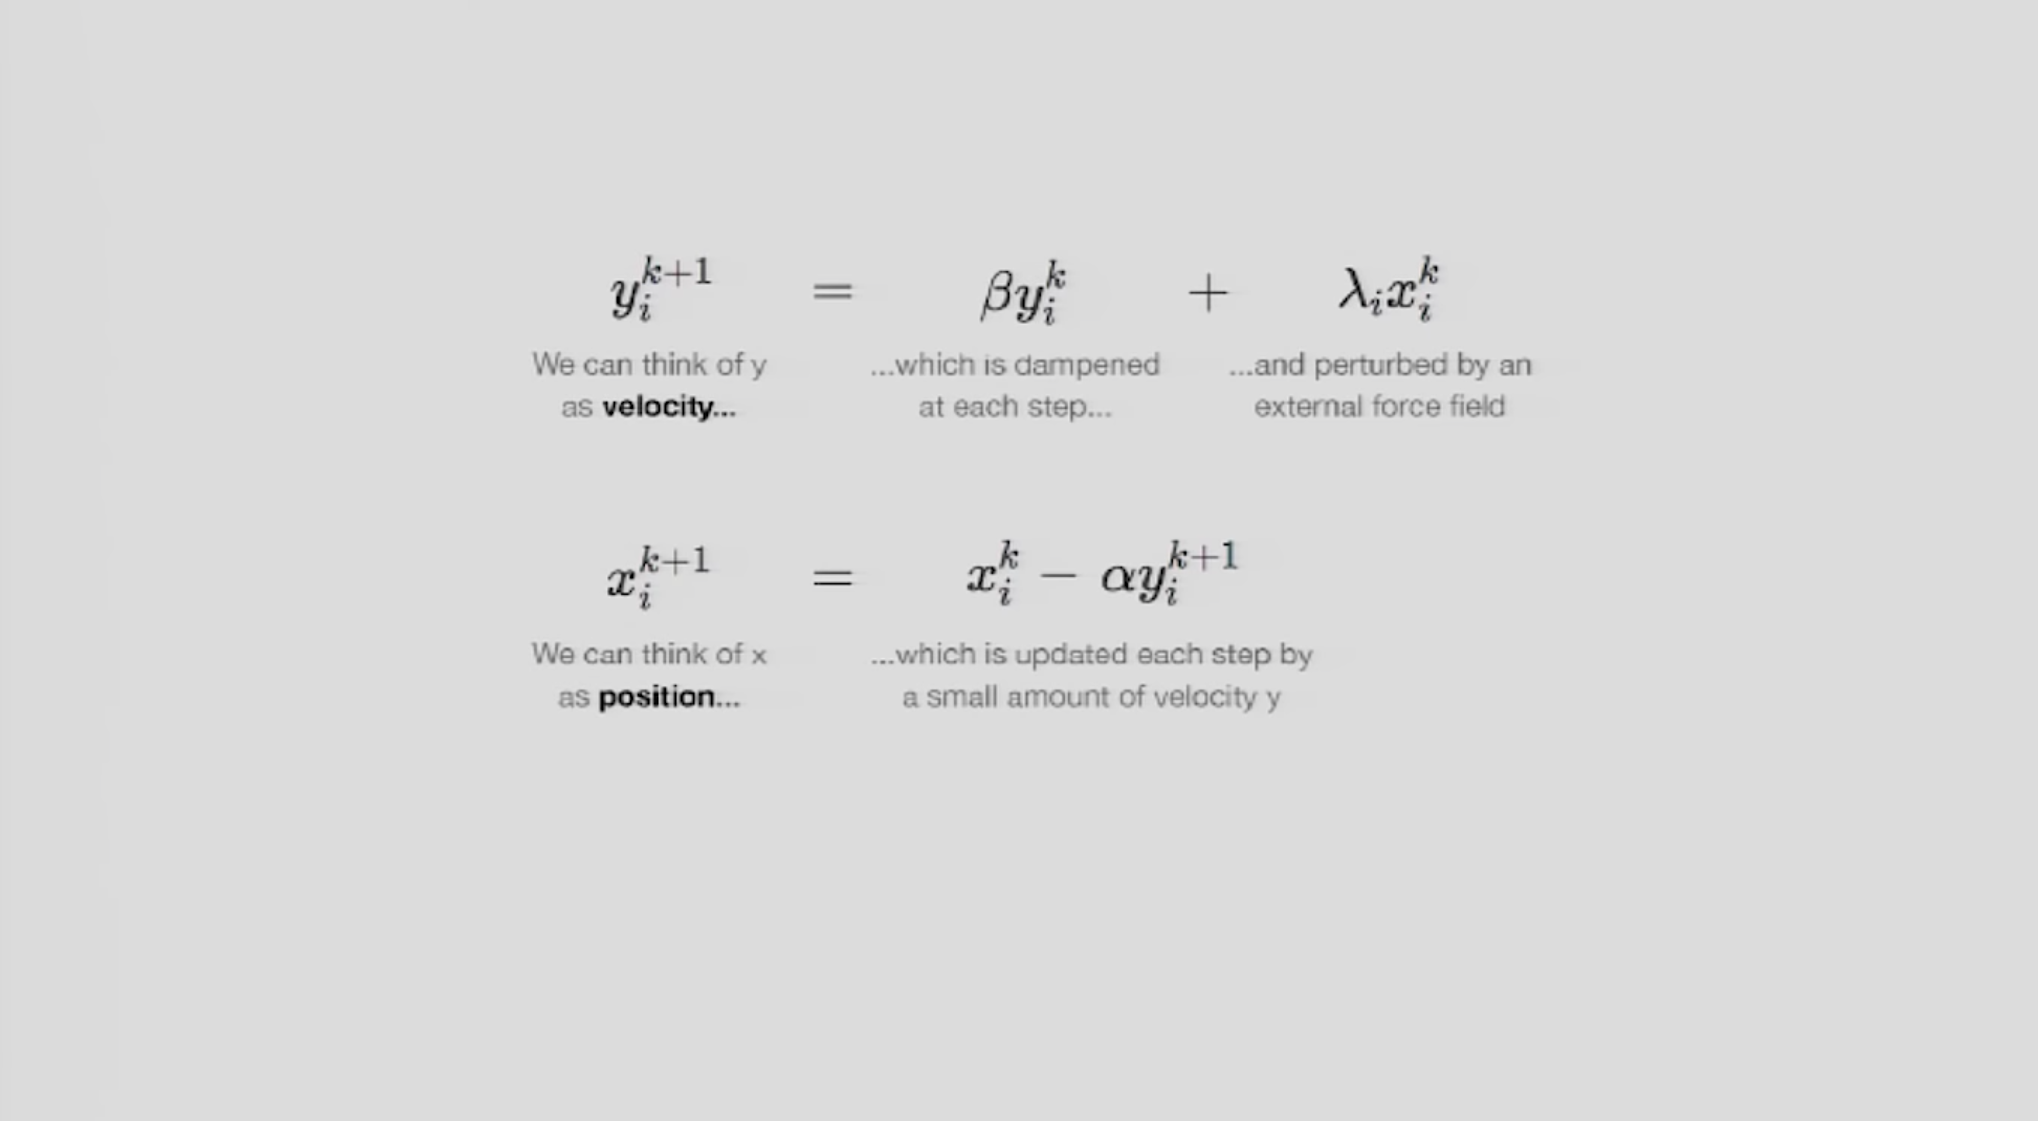 y_i^{k+1} = βy_i^k + λ_i x_i^k
We can think of y ...which is dampened ...and perturbed by an
as velocity... at each step... external force field
x_i^{k+1} = x_i^k − αy_i^{k+1}
We can think of x ...which is updated each step by
as position... a small amount of velocity y